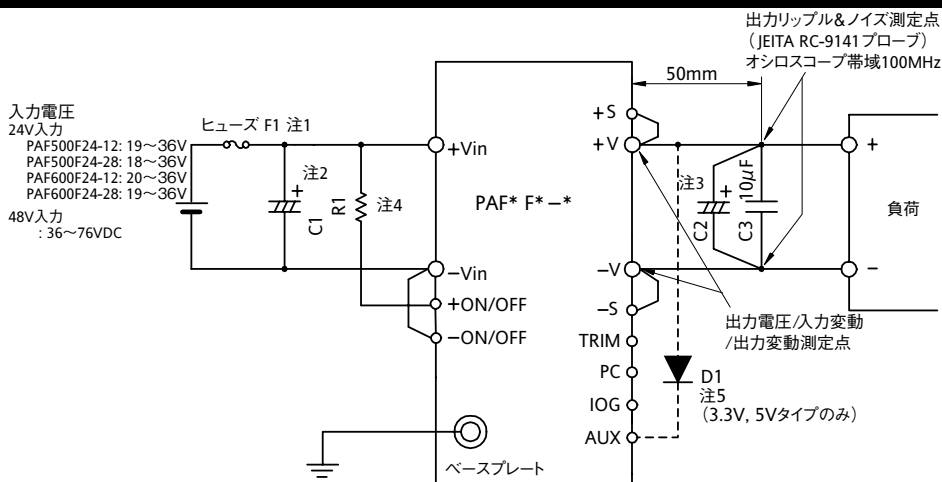 出力リップル&ノイズ測定点
(JEITA RC-9141プローブ)
オシロスコープ帯域100MHz
50mm
入力電圧
24V入力
PAF500F24-12: 19～36V
PAF500F24-28: 18～36V
PAF600F24-12: 20～36V
PAF600F24-28: 19～36V
48V入力
: 36～76VDC
ヒューズ F1 注1
注2
+
C1
R1
注4
+Vin
−Vin
+ON/OFF
−ON/OFF
PAF* F*−*
+S
+V
−V
−S
TRIM
PC
IOG
AUX
注3
+
C2
10μF
C3
+
-
負荷
出力電圧/入力変動
/出力変動測定点
D1
注5
(3.3V, 5Vタイプのみ)
ベースプレート